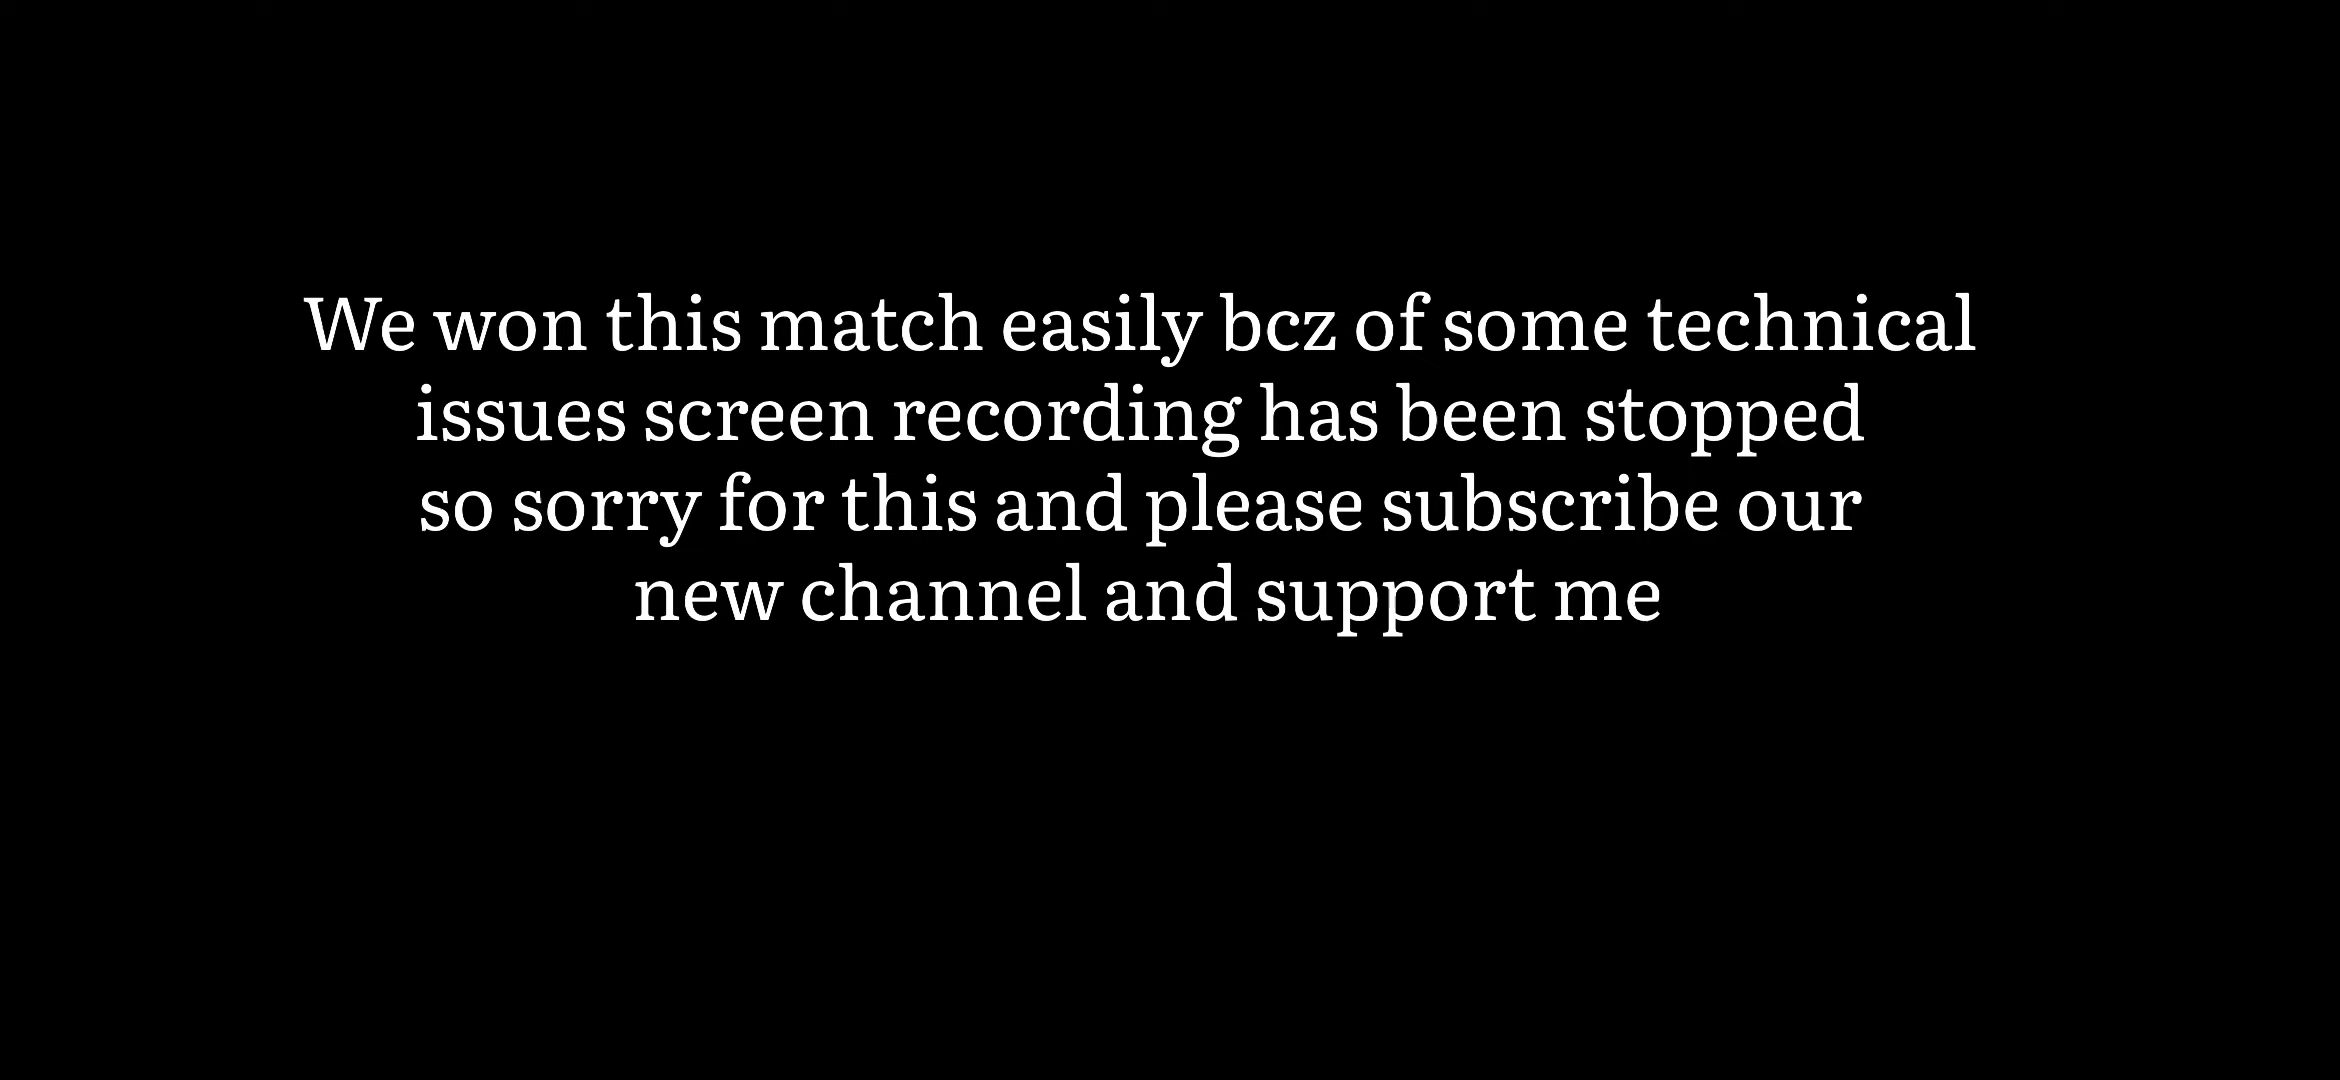 We won this match easily bcz of some technical
issues screen recording has been stopped
so sorry for this and please subscribe our
new channel and support me